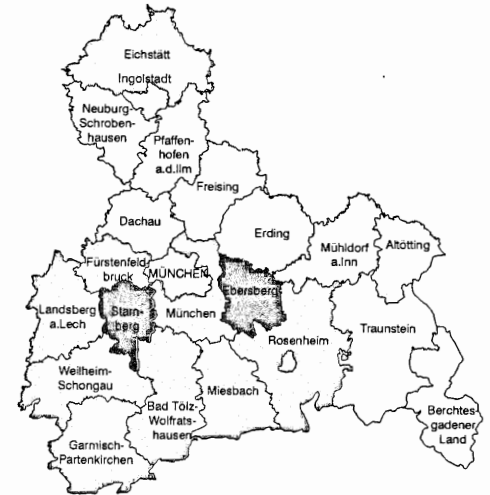 Eichstätt
Ingolstadt
Neuburg-
Schroben-
hausen
Pfaffen-
hofen
a.d.Ilm
Freising
Dachau
Erding
Mühldorf
a.Inn
Altötting
Fürstenfeld
bruck
MÜNCHEN
Ebersberg
Landsberg
a.Lech
Starn-
berg
München
Rosenheim
Traunstein
Weilheim-
Schongau
Bad Tölz-
Wolfrats-
hausen
Miesbach
Berchtes
gadener
Land
Garmisch-
Partenkirchen